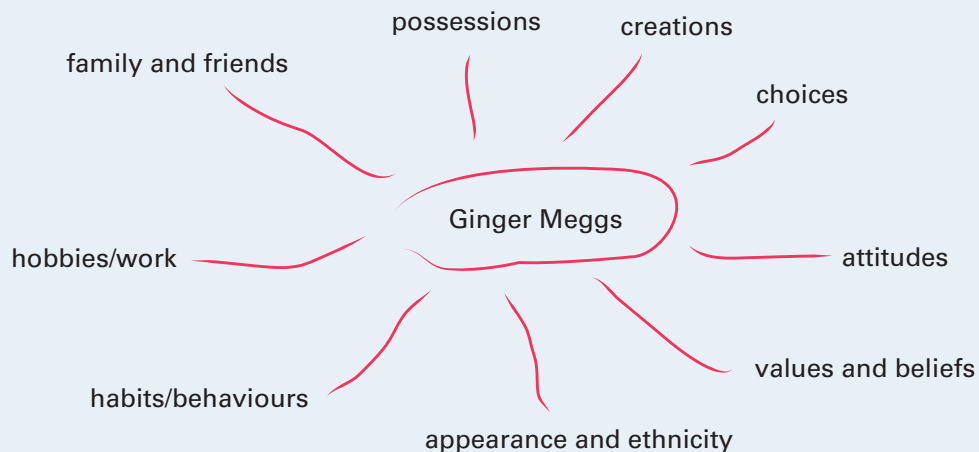 possessions
creations
family and friends
choices
Ginger Meggs
hobbies/work
attitudes
values and beliefs
habits/behaviours
appearance and ethnicity